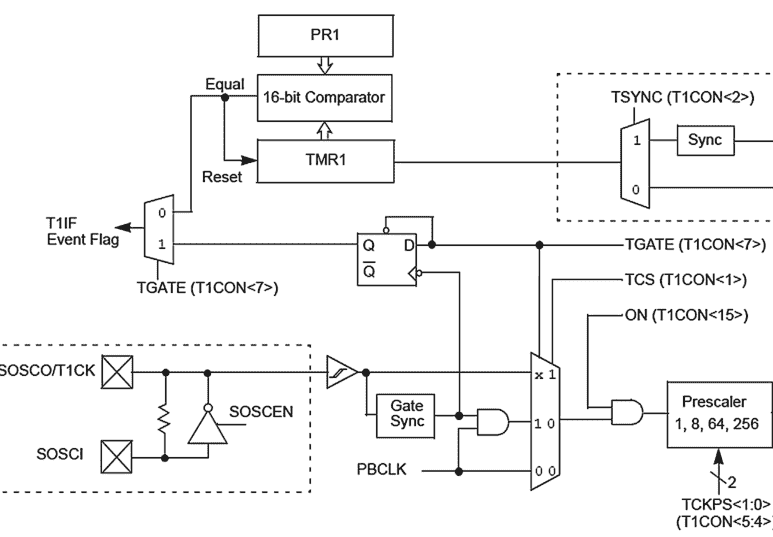 PR1
Equal
16-bit Comparator
TSYNC (T1CON<2>)
1
Sync
TMR1
Reset
0
0
T1IF
Event Flag
1
Q
D
TGATE (T1CON<7>)
Q
TCS (T1CON<1>)
TGATE (T1CON<7>)
ON (T1CON<15>)
SOSCO/T1CK
x 1
Prescaler
1, 8, 64, 256
SOSCEN
Gate
Sync
1 0
SOSCI
PBCLK
0 0
2
TCKPS<1:0>
(T1CON<5:4>)